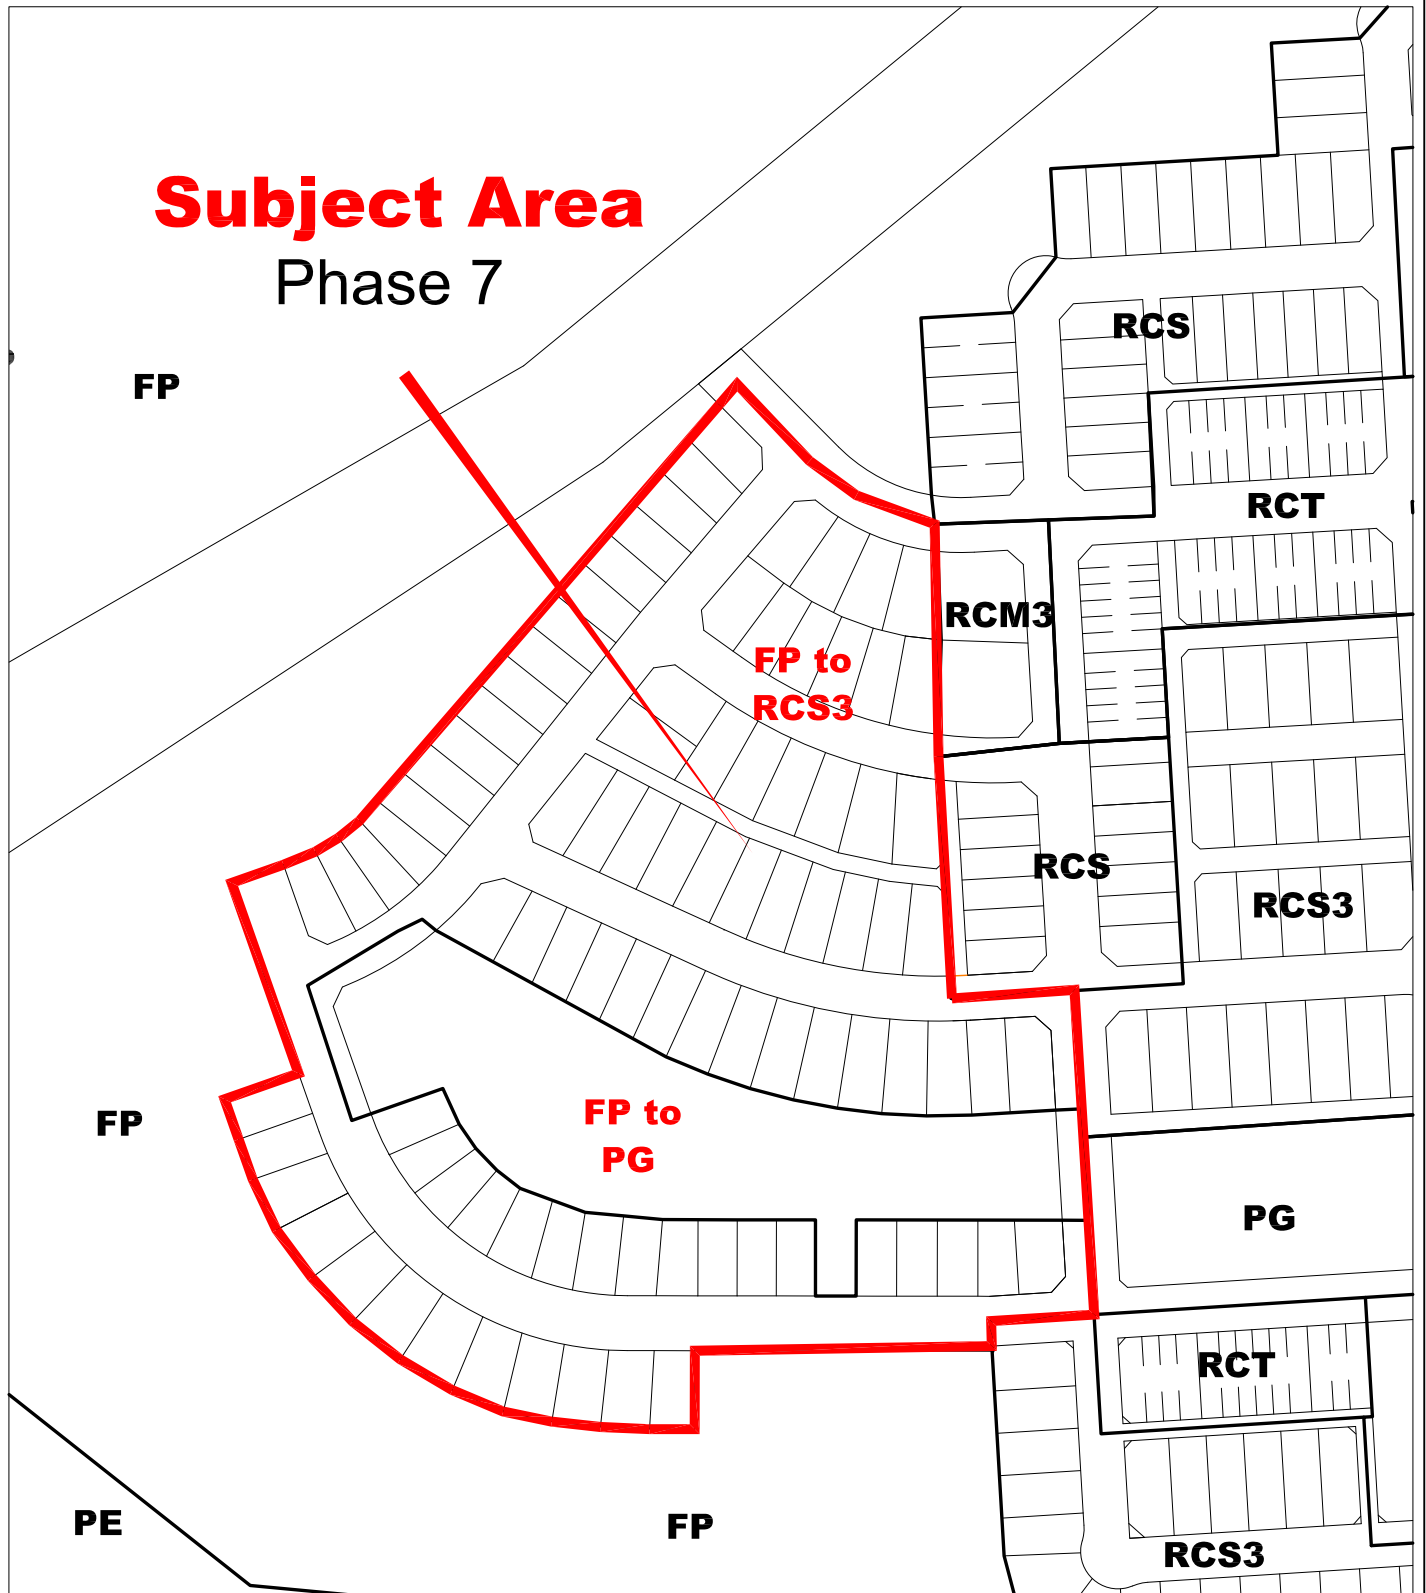 Subject Area
Phase 7
RCS
FP
RCT
RCM3
FP to
RCS3
RCS
RCS3
FP to
PG
FP
PG
RCT
PE
FP
RCS3